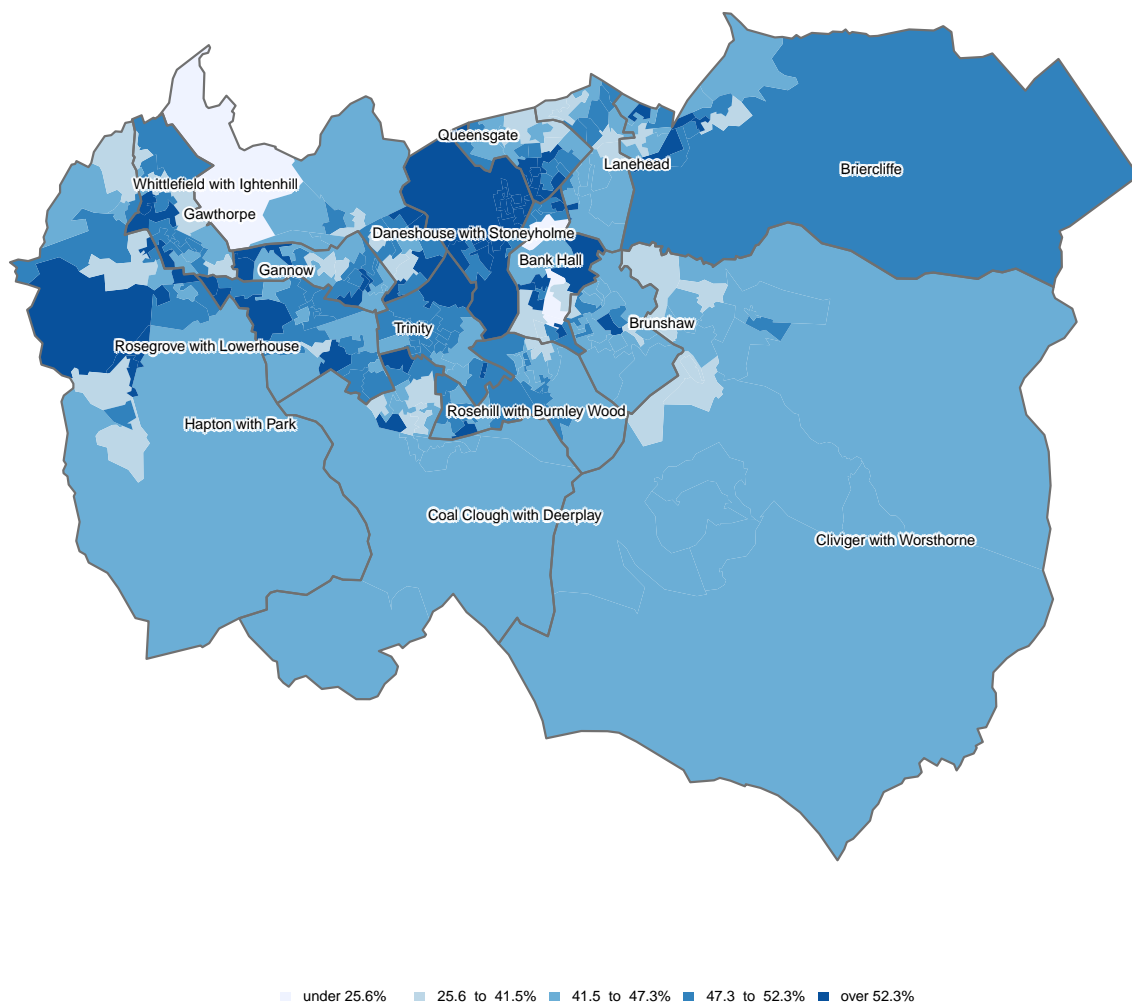 Queensgate
Lanehead
Briercliffe
Whittlefield with Ightenhill
Gawthorpe
Daneshouse with Stoneyholme
Bank Hall
Gannow
Brunshaw
Trinity
Rosegrove with Lowerhouse
Rosehill with Burnley Wood
Hapton with Park
Coal Clough with Deerplay
Cliviger with Worsthorne
under 25.6% 25.6 to 41.5% 41.5 to 47.3% 47.3 to 52.3% over 52.3%